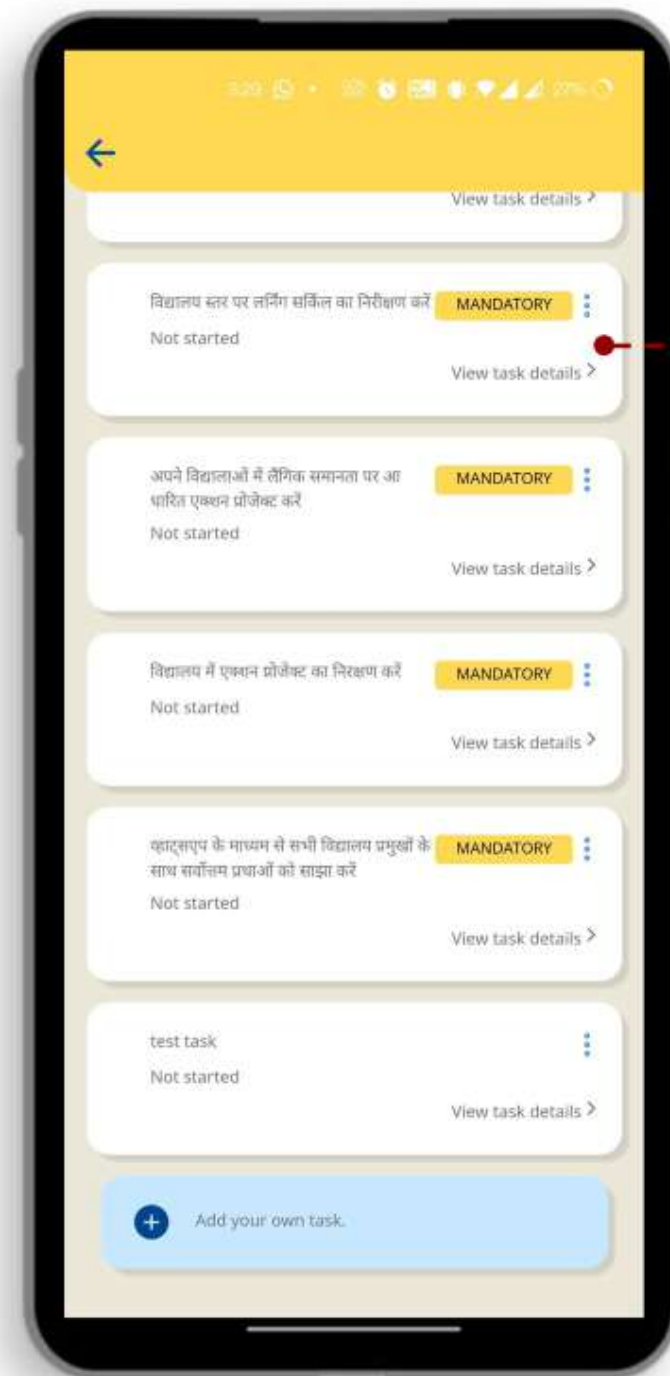 3:29 27%
View task details >
विद्यालय स्तर पर लर्निंग सर्किल का निरीक्षण करें MANDATORY
Not started
View task details >
अपने विद्यालाओं में लैंगिक समानता पर आ MANDATORY
धारित एक्शन प्रोजेक्ट करें
Not started
View task details >
विद्यालय में एक्शन प्रोजेक्ट का निरक्षण करें MANDATORY
Not started
View task details >
व्हाट्सएप के माध्यम से सभी विद्यालय प्रमुखों के MANDATORY
साथ सर्वोत्तम प्रथाओं को साझा करें
Not started
View task details >
test task
Not started
View task details >
Add your own task.